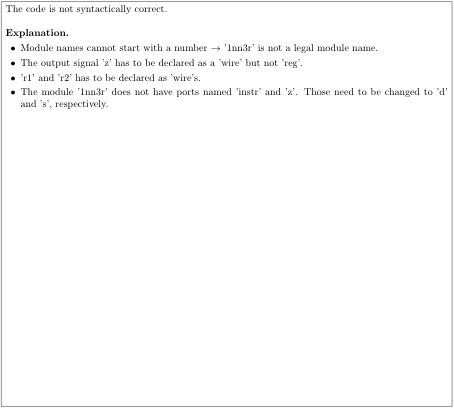 The code is not syntactically correct.
Explanation.
• Module names cannot start with a number → '1nn3r' is not a legal module name.
• The output signal 'z' has to be declared as a 'wire' but not 'reg'.
• 'r1' and 'r2' has to be declared as 'wire's.
• The module '1nn3r' does not have ports named 'instr' and 'z'. Those need to be changed to 'd'
and 's', respectively.